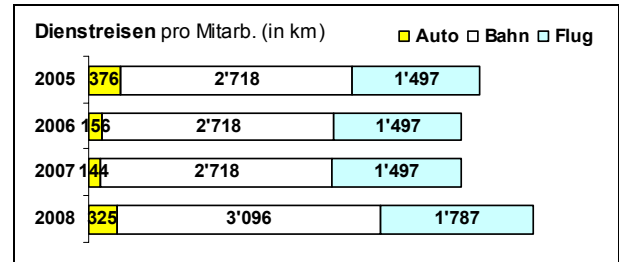 Dienstreisen pro Mitarb. (in km) Auto Bahn Flug
2005 376 2'718 1'497
2006 156 2'718 1'497
2007 144 2'718 1'497
2008 325 3'096 1'787